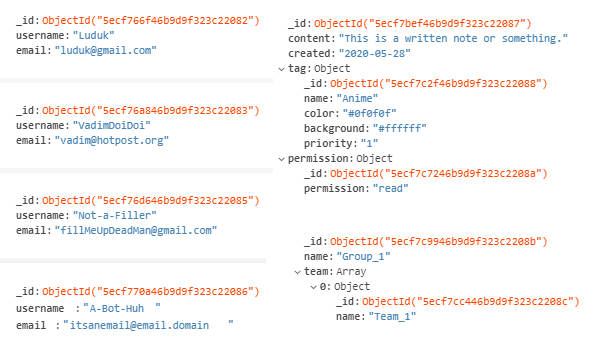 _id:ObjectId("5ecf766f46b9d9f323c22082")
username:"Luduk"
email:"luduk@gmail.com"
_id:ObjectId("5ecf76a846b9d9f323c22083")
username:"VadimDoiDoi"
email:"vadim@hotpost.org"
_id:ObjectId("5ecf76d646b9d9f323c22085")
username:"Not-a-Filler"
email:"fillMeUpDeadMan@gmail.com"
_id:ObjectId("5ecf770a46b9d9f323c22086")
username :"A-Bot-Huh "
email :"itsanemail@email.domain "
_id:ObjectId("5ecf7bef46b9d9f323c22087")
content:"This is a written note or something."
created:"2020-05-28"
tag:Object
_id:ObjectId("5ecf7c2f46b9d9f323c22088")
name:"Anime"
color:"#0f0f0f"
background:"#ffffff"
priority:"1"
permission:Object
_id:ObjectId("5ecf7c7246b9d9f323c2208a")
permission:"read"
_id:ObjectId("5ecf7c9946b9d9f323c2208b")
name:"Group_1"
team:Array
0:Object
_id:ObjectId("5ecf7cc446b9d9f323c2208c")
name:"Team_1"